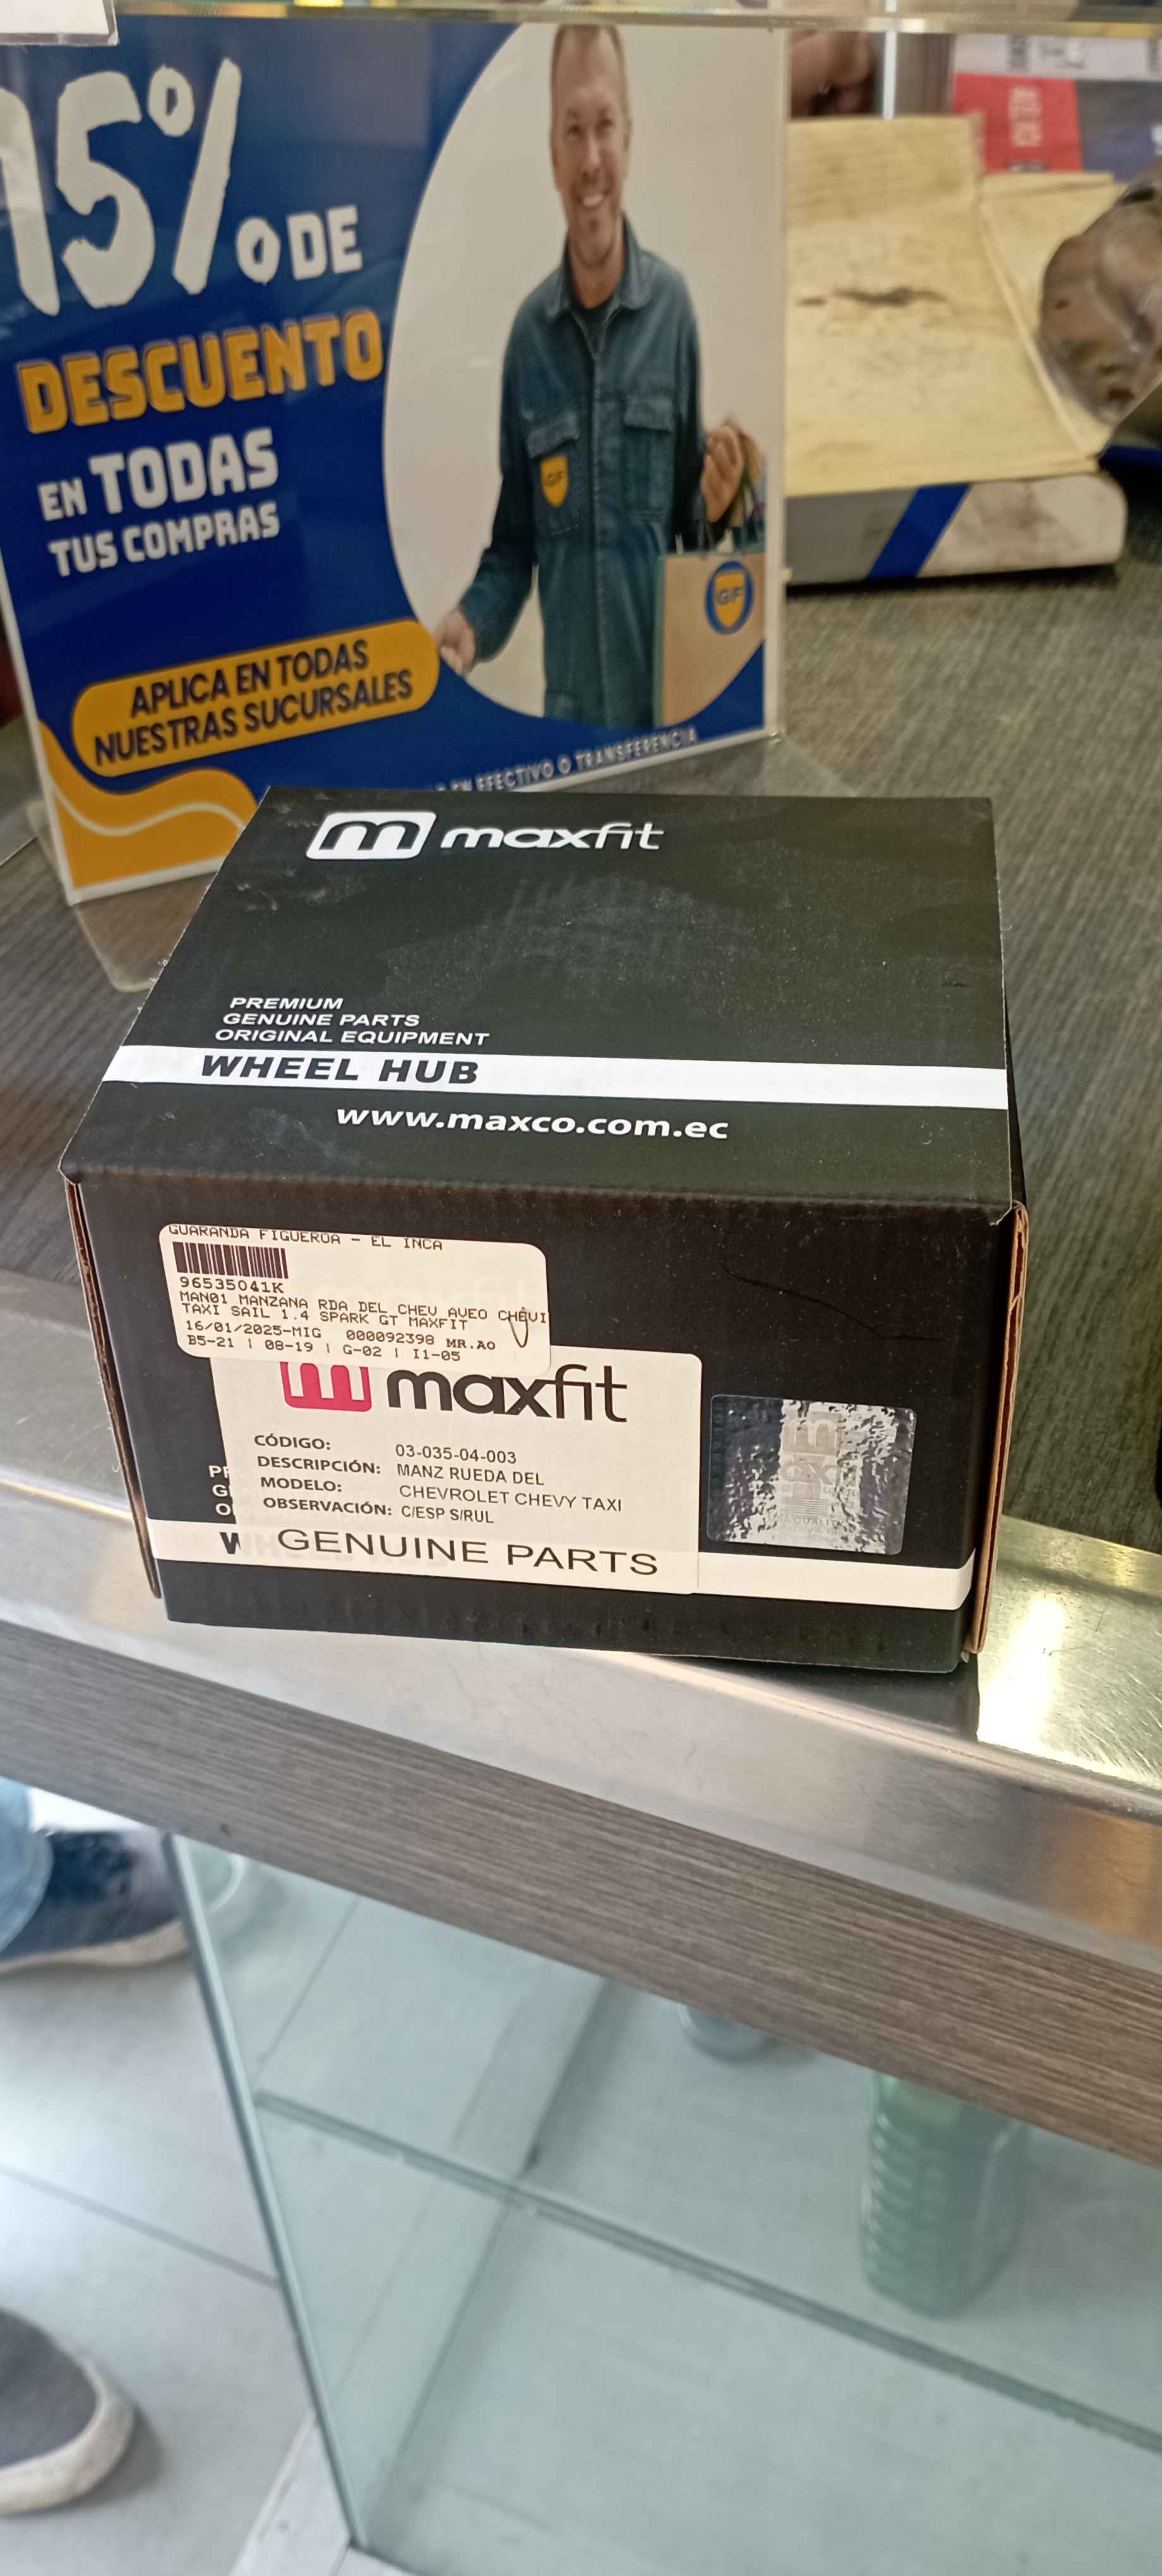 15% DE
DESCUENTO
EN TODAS
TUS COMPRAS
APLICA EN TODAS
NUESTRAS SUCURSALES
EN EFECTIVO O TRANSFERENCIA
GF
GF
m maxfit
PREMIUM
GENUINE PARTS
ORIGINAL EQUIPMENT
WHEEL HUB
www.maxco.com.ec
GUARANDA FIGUEROA - EL INCA
96535041K
MAN01 MANZANA RDA DEL CHEV AVEO CHEVI
TAXI SAIL 1.4 SPARK GT MAXFIT
16/01/2025-MIG 000092398 MR.AO
B5-21 | 08-19 | G-02 | I1-05
m maxfit
CÓDIGO: 03-035-04-003
DESCRIPCIÓN: MANZ RUEDA DEL
MODELO: CHEVROLET CHEVY TAXI
OBSERVACIÓN: C/ESP S/RUL
GENUINE PARTS